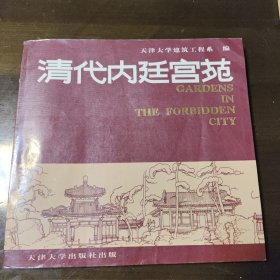 天津大学建筑工程系 编
清代内廷宫苑
GARDENS
IN
THE FORBIDDEN
CITY
天津大学出版社出版